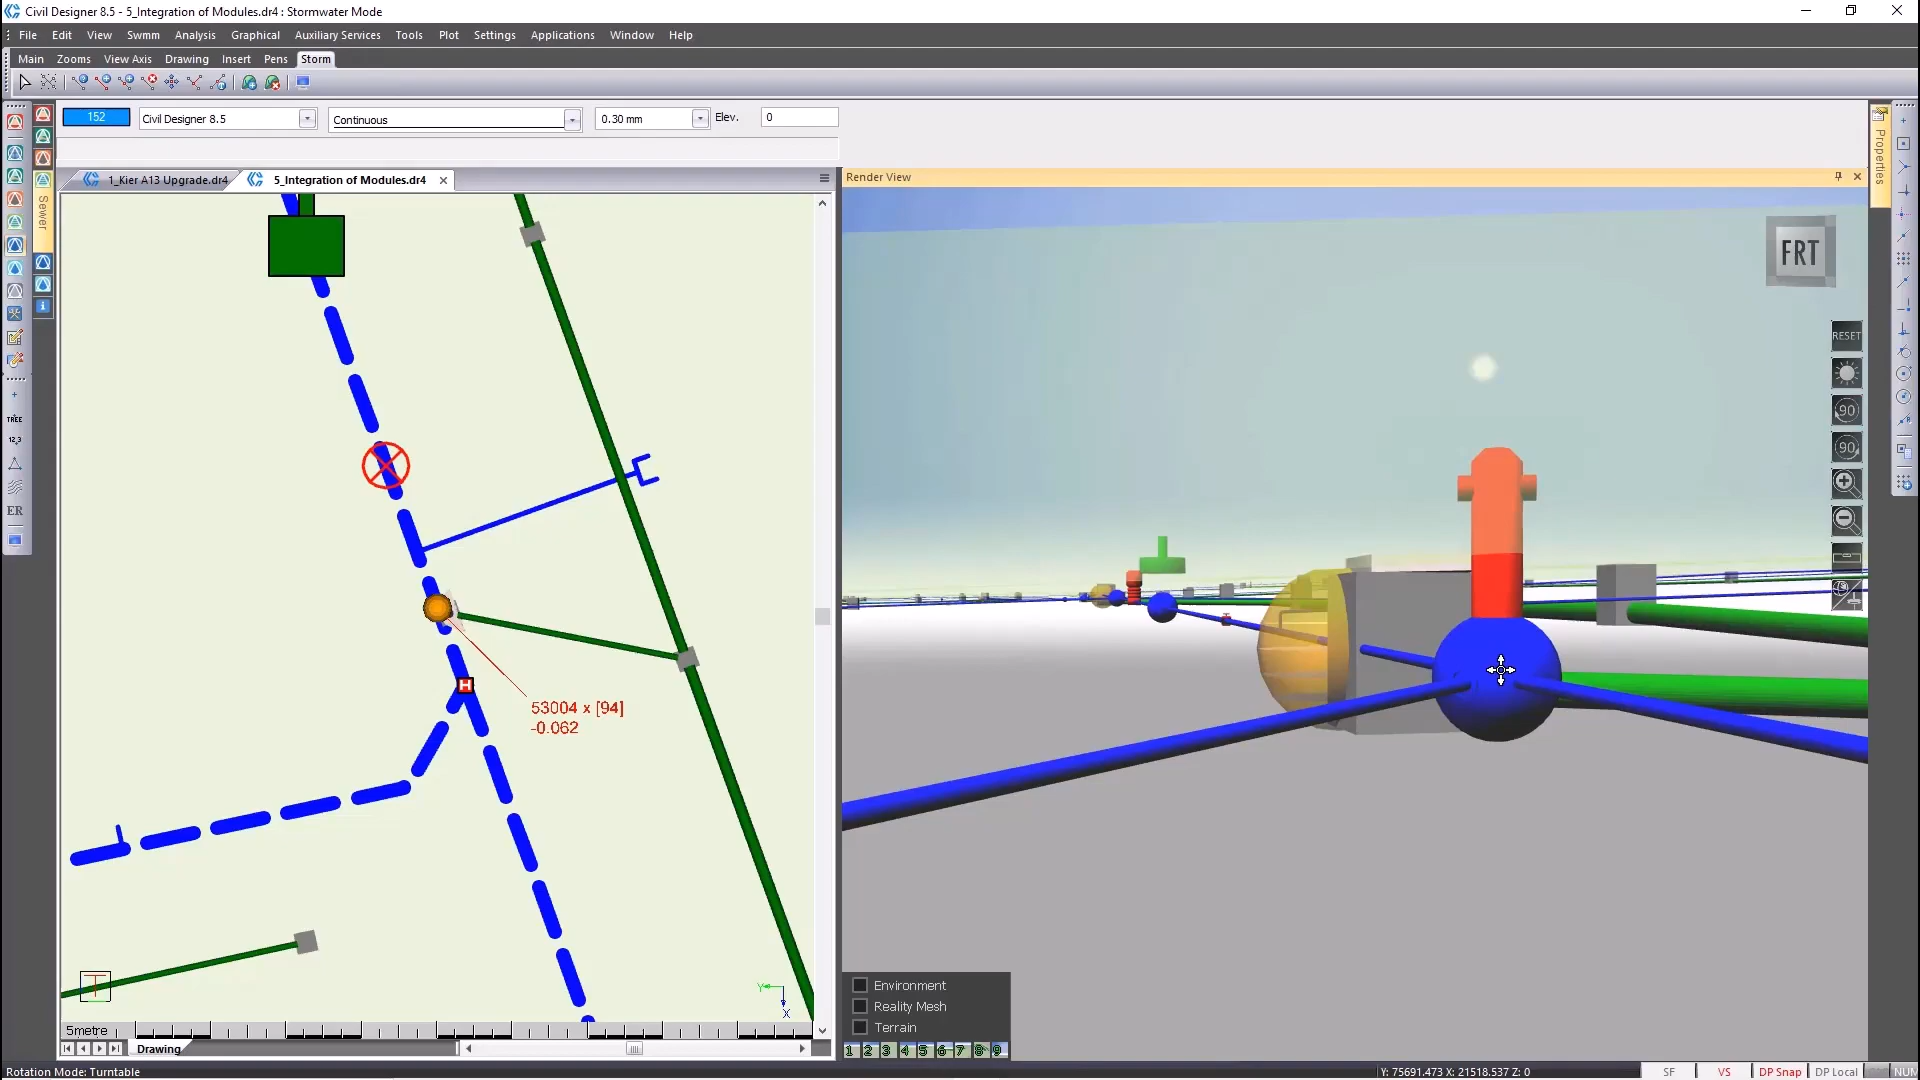 Civil Designer 8.5 - 5_Integration of Modules.dr4 : Stormwater Mode
File Edit View Swmm Analysis Graphical Auxiliary Services Tools Plot Settings Applications Window Help
Main Zooms View Axis Drawing Insert Pens Storm
152 Civil Designer 8.5 Continuous 0.30 mm Elev. 0
1_Kier A13 Upgrade.dr4 5_Integration of Modules.dr4
Render View
Properties
Sewer
FRT
RESET
90
90
TREE
12.3
ER
H
53004 x [94]
-0.062
Y
X
T
5metre
Drawing
Environment
Reality Mesh
Terrain
1 2 3 4 5 6 7 8 9
Rotation Mode: Turntable
Y: 75691.473 X: 21518.537 Z: 0
SF VS DP Snap DP Local NUM